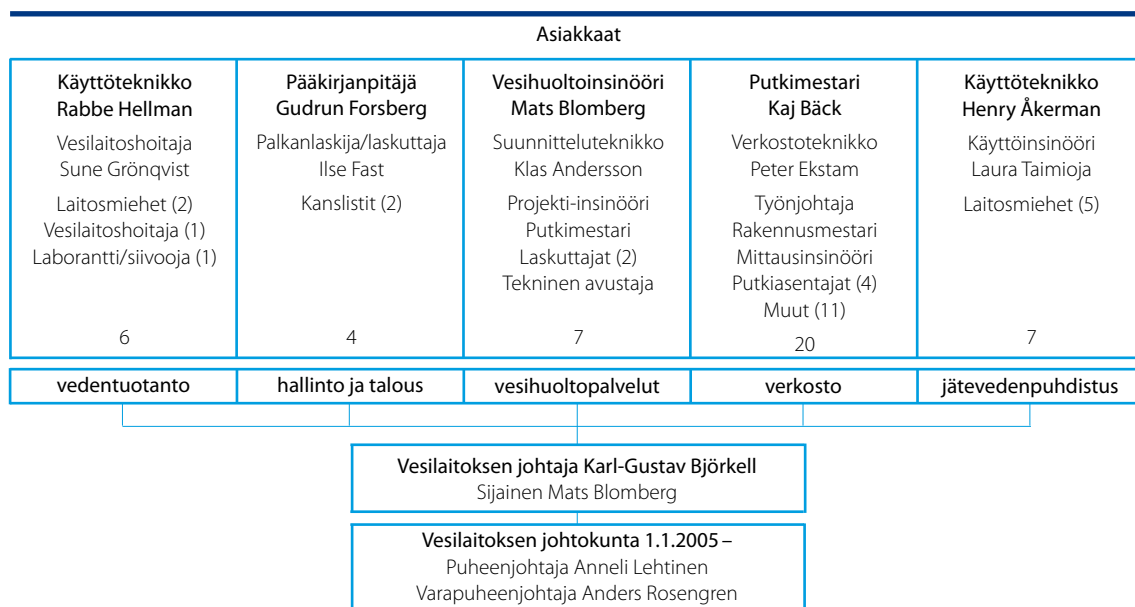 Asiakkaat
Käyttöteknikko
Rabbe Hellman
Vesilaitoshoitaja
Sune Grönqvist
Laitosmiehet (2)
Vesilaitoshoitaja (1)
Laborantti/siivooja (1)
6
Pääkirjanpitäjä
Gudrun Forsberg
Palkanlaskija/laskuttaja
Ilse Fast
Kanslistit (2)
4
Vesihuoltoinsinööri
Mats Blomberg
Suunnitteluteknikko
Klas Andersson
Projekti-insinööri
Putkimestari
Laskuttajat (2)
Tekninen avustaja
7
Putkimestari
Kaj Bäck
Verkostoteknikko
Peter Ekstam
Työnjohtaja
Rakennusmestari
Mittausinsinööri
Putkiasentajat (4)
Muut (11)
20
Käyttöteknikko
Henry Åkerman
Käyttöinsinööri
Laura Taimioja
Laitosmiehet (5)
7
vedentuotanto
hallinto ja talous
vesihuoltopalvelut
verkosto
jätevedenpuhdistus
Vesilaitoksen johtaja Karl-Gustav Björkell
Sijainen Mats Blomberg
Vesilaitoksen johtokunta 1.1.2005 –
Puheenjohtaja Anneli Lehtinen
Varapuheenjohtaja Anders Rosengren